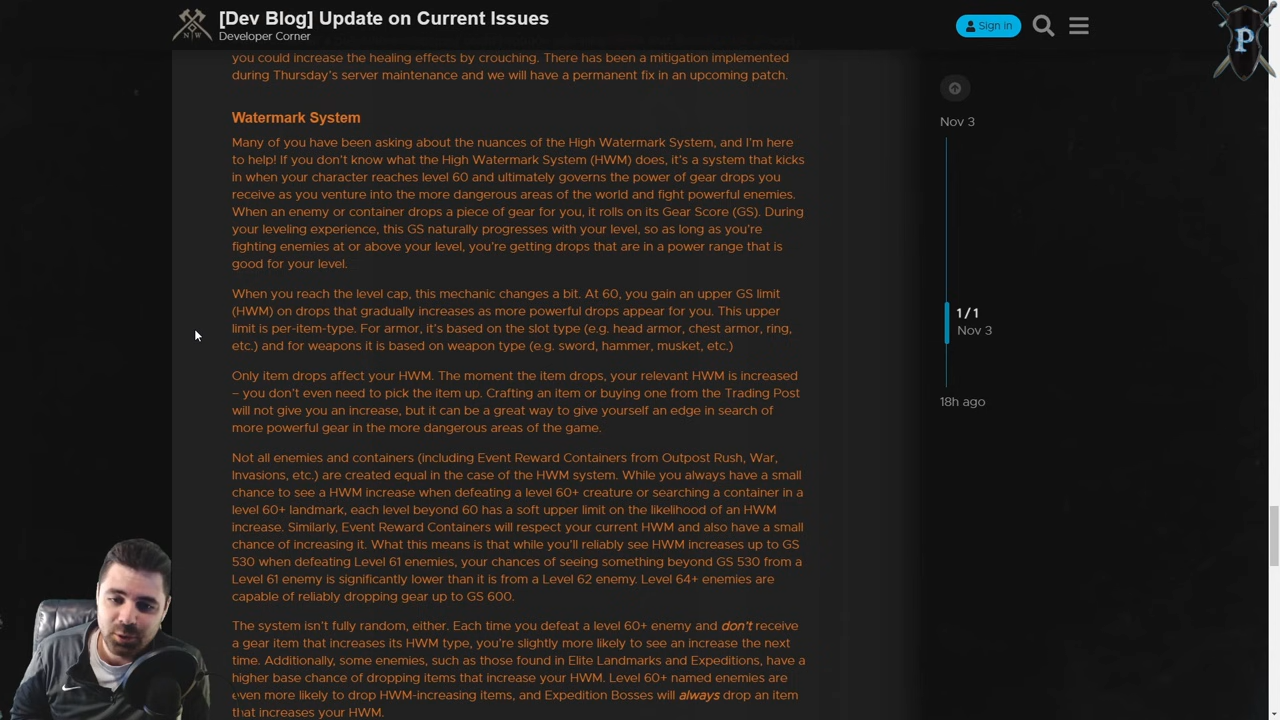 [Dev Blog] Update on Current Issues
Developer Corner
Sign in
P
N W
you could increase the healing effects by crouching. There has been a mitigation implemented
during Thursday's server maintenance and we will have a permanent fix in an upcoming patch.
Watermark System
Many of you have been asking about the nuances of the High Watermark System, and I'm here
to help! If you don't know what the High Watermark System (HWM) does, it's a system that kicks
in when your character reaches level 60 and ultimately governs the power of gear drops you
receive as you venture into the more dangerous areas of the world and fight powerful enemies.
When an enemy or container drops a piece of gear for you, it rolls on its Gear Score (GS). During
your leveling experience, this GS naturally progresses with your level, so as long as you're
fighting enemies at or above your level, you're getting drops that are in a power range that is
good for your level.
When you reach the level cap, this mechanic changes a bit. At 60, you gain an upper GS limit
(HWM) on drops that gradually increases as more powerful drops appear for you. This upper
limit is per-item-type. For armor, it's based on the slot type (e.g. head armor, chest armor, ring,
etc.) and for weapons it is based on weapon type (e.g. sword, hammer, musket, etc.)
Only item drops affect your HWM. The moment the item drops, your relevant HWM is increased
– you don't even need to pick the item up. Crafting an item or buying one from the Trading Post
will not give you an increase, but it can be a great way to give yourself an edge in search of
more powerful gear in the more dangerous areas of the game.
Not all enemies and containers (including Event Reward Containers from Outpost Rush, War,
Invasions, etc.) are created equal in the case of the HWM system. While you always have a small
chance to see a HWM increase when defeating a level 60+ creature or searching a container in a
level 60+ landmark, each level beyond 60 has a soft upper limit on the likelihood of an HWM
increase. Similarly, Event Reward Containers will respect your current HWM and also have a small
chance of increasing it. What this means is that while you'll reliably see HWM increases up to GS
530 when defeating Level 61 enemies, your chances of seeing something beyond GS 530 from a
Level 61 enemy is significantly lower than it is from a Level 62 enemy. Level 64+ enemies are
capable of reliably dropping gear up to GS 600.
The system isn't fully random, either. Each time you defeat a level 60+ enemy and don't receive
a gear item that increases its HWM type, you're slightly more likely to see an increase the next
time. Additionally, some enemies, such as those found in Elite Landmarks and Expeditions, have a
higher base chance of dropping items that increase your HWM. Level 60+ named enemies are
even more likely to drop HWM-increasing items, and Expedition Bosses will always drop an item
that increases your HWM.
Nov 3
1 / 1
Nov 3
18h ago